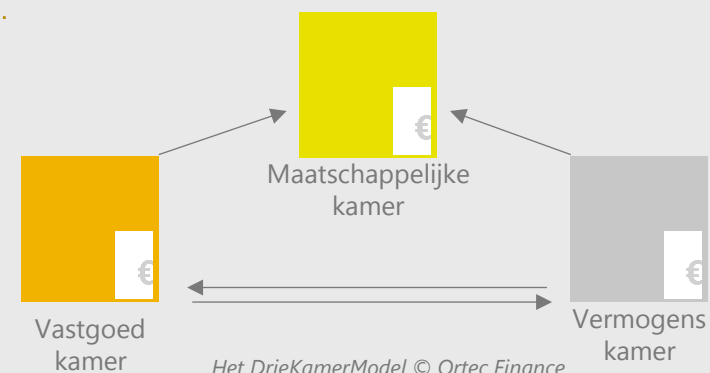 €
Maatschappelijke
kamer
€
€
Vastgoed
kamer
Vermogens
kamer
Het DrieKamerModel © Ortec Finance